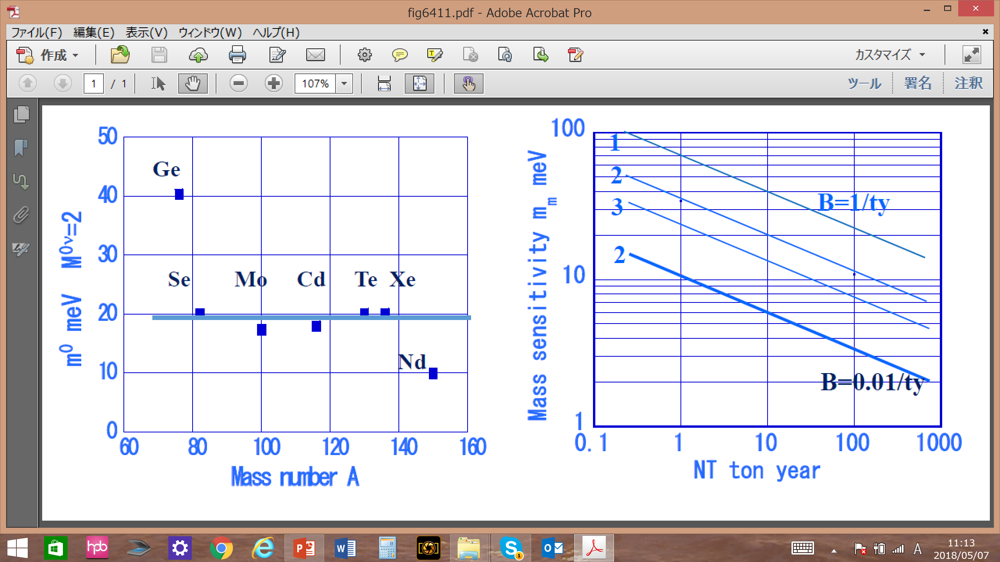 fig6411.pdf - Adobe Acrobat Pro
ファイル(F) 編集(E) 表示(V) ウィンドウ(W) ヘルプ(H)
作成 カスタマイズ
1 / 1 107% ツール 署名 注釈
50
40
30
20
10
0
60 80 100 120 140 160
Mass number A
m⁰ meV M⁰ᵛ=2
Ge
Se Mo Cd Te Xe
Nd
100
10
1
0.1 1 10 100 1000
NT ton year
Mass sensitivity mₘ meV
1
2
3
2
B=1/ty
B=0.01/ty
hpb
A 11:13
2018/05/07